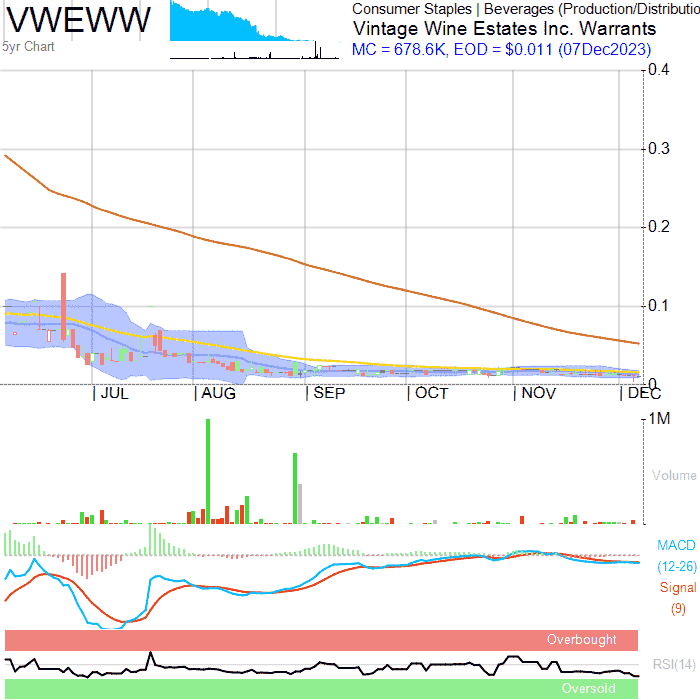 VWEWW
5yr Chart
Consumer Staples | Beverages (Production/Distributio
Vintage Wine Estates Inc. Warrants
MC = 678.6K, EOD = $0.011 (07Dec2023)
0.4
0.3
0.2
0.1
0
JUL AUG SEP OCT NOV DEC
1M
Volume
MACD
(12-26)
Signal
(9)
Overbought
RSI(14)
Oversold